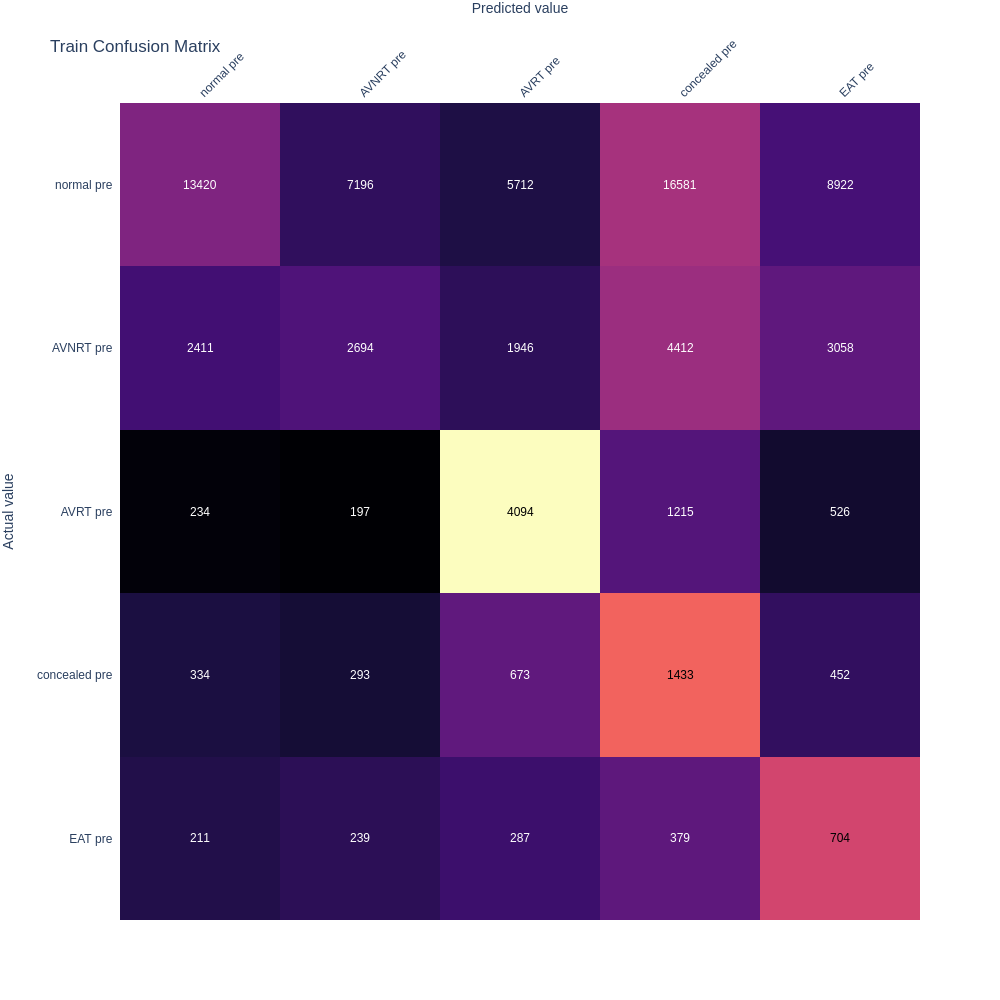 Predicted value
Train Confusion Matrix
normal pre
AVNRT pre
AVRT pre
concealed pre
EAT pre
normal pre 13420 7196 5712 16581 8922
AVNRT pre 2411 2694 1946 4412 3058
AVRT pre 234 197 4094 1215 526
concealed pre 334 293 673 1433 452
EAT pre 211 239 287 379 704
Actual value